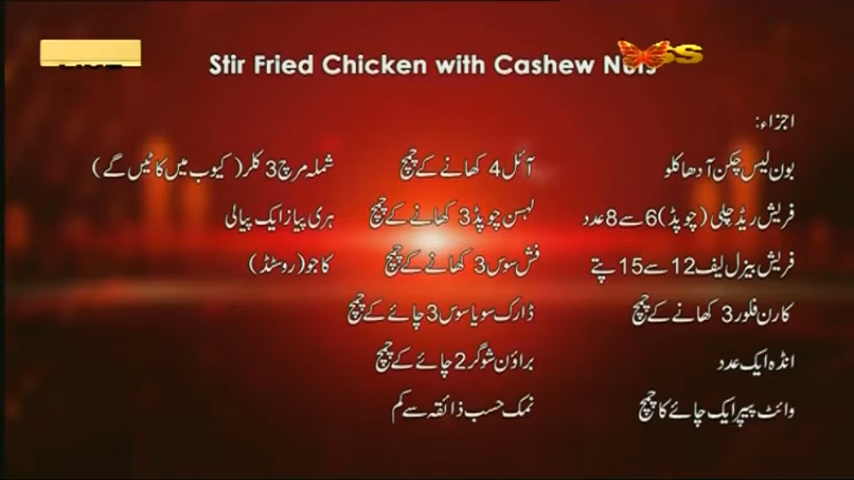 Stir Fried Chicken with Cashew Nuts
اجزاء:
بون لیس چکن آدھا کلو
فریش ریڈ چلی (چوپڈ) 6 سے 8 عدد
فریش بیزل لیف 12 سے 15 پتے
کارن فلور 3 کھانے کے چمچ
انڈہ ایک عدد
وائٹ پیپر ایک چائے کا چمچ
آئل 4 کھانے کے چمچ
لہسن چوپڈ 3 کھانے کے چمچ
فش سوس 3 کھانے کے چمچ
ڈارک سویا سوس 3 چائے کے چمچ
براؤن شوگر 2 چائے کے چمچ
نمک حسب ذائقہ سے کم
شملہ مرچ 3 کلر (کیوب میں کاٹیں گے)
ہری پیاز ایک پیالی
کاجو (روسٹڈ)